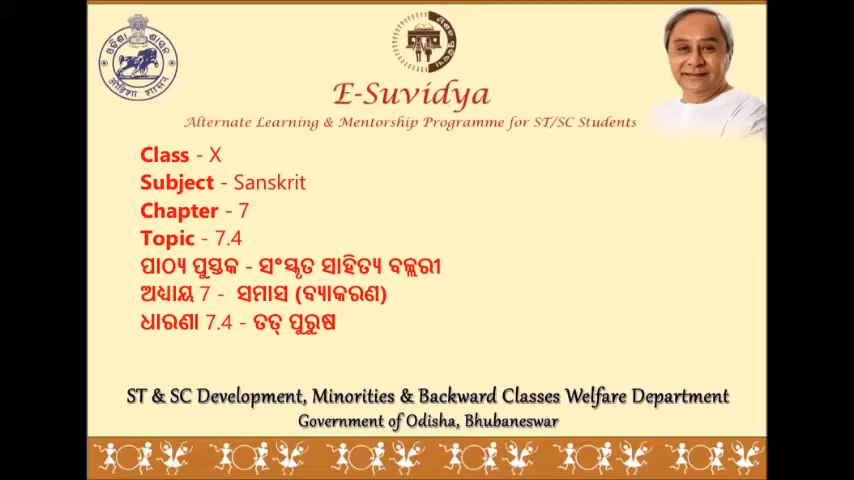 E-Suvidya
Alternate Learning & Mentorship Programme for ST/SC Students
Class - X
Subject - Sanskrit
Chapter - 7
Topic - 7.4
ପାଠ୍ୟ ପୁସ୍ତକ - ସଂସ୍କୃତ ସାହିତ୍ୟ ବଲ୍ଲରୀ
ଅଧ୍ୟାୟ 7 - ସମାସ (ବ୍ୟାକରଣ)
ଧାରଣା 7.4 - ତତ୍ ପୁରୁଷ
ST & SC Development, Minorities & Backward Classes Welfare Department
Government of Odisha, Bhubaneswar